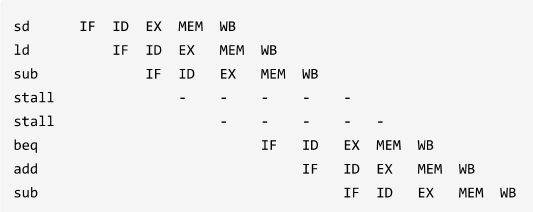 sd IF ID EX MEM WB
ld IF ID EX MEM WB
sub IF ID EX MEM WB
stall - - - - -
stall - - - - -
beq IF ID EX MEM WB
add IF ID EX MEM WB
sub IF ID EX MEM WB